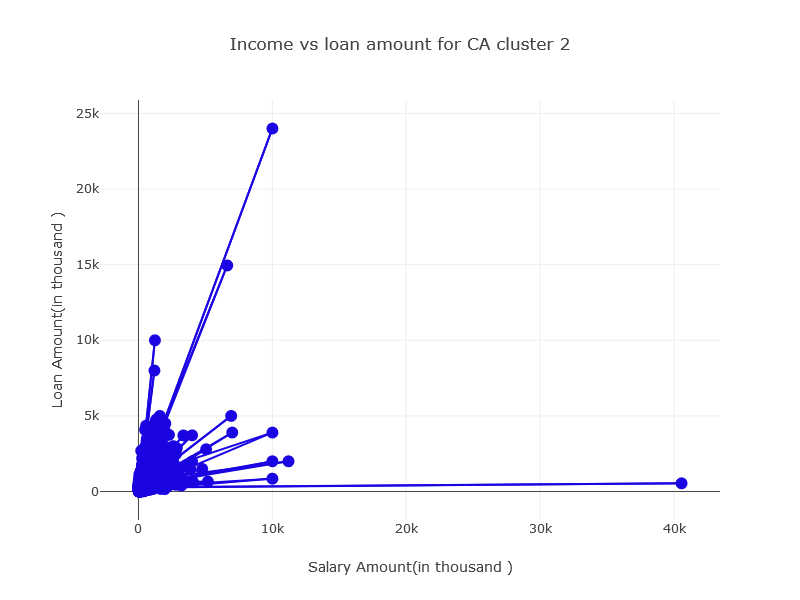 Income vs loan amount for CA cluster 2
25k
20k
15k
10k
5k
0
Loan Amount(in thousand )
0
10k
20k
30k
40k
Salary Amount(in thousand )